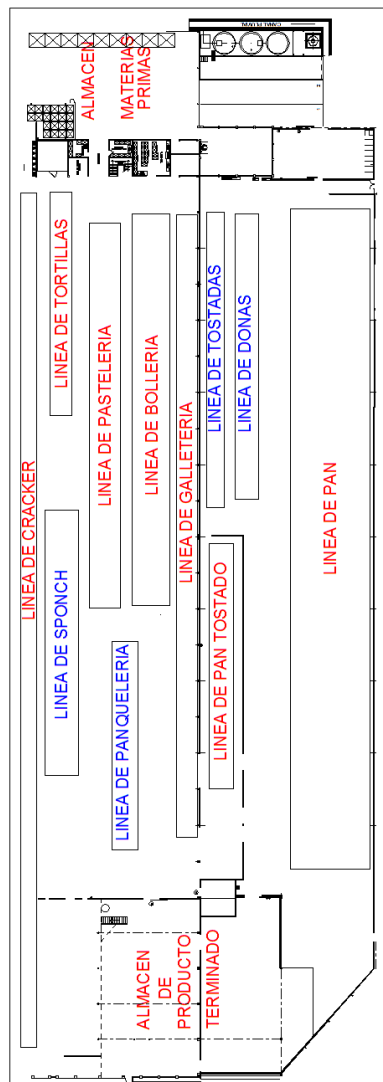 CANAL PLUVIAL
ALMACEN
MATERIAS
PRIMAS
LINEA DE CRACKER
LINEA DE TORTILLAS
LINEA DE SPONCH
LINEA DE PASTELERIA
LINEA DE PANQUELERIA
LINEA DE BOLLERIA
LINEA DE GALLETERIA
LINEA DE TOSTADAS
LINEA DE DONAS
LINEA DE PAN TOSTADO
LINEA DE PAN
ALMACEN
DE
PRODUCTO
TERMINADO